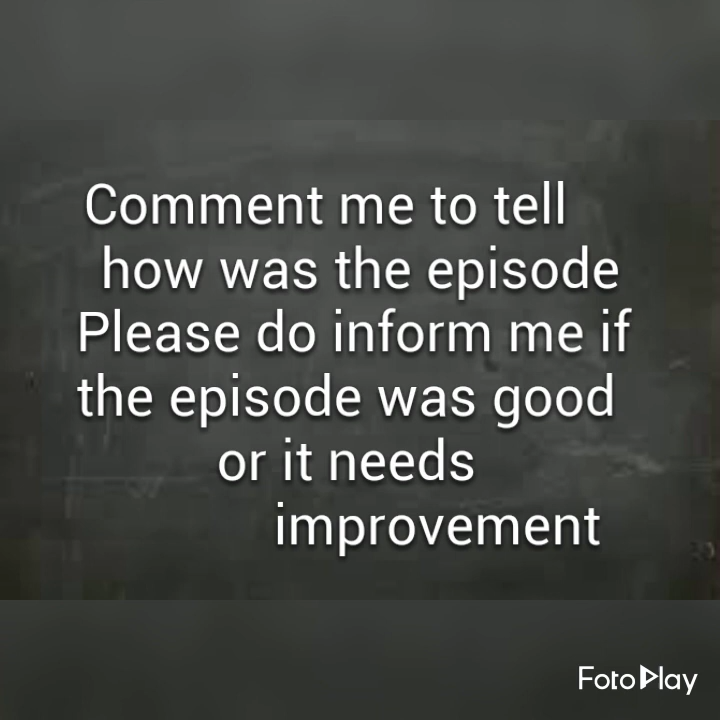 Comment me to tell
how was the episode
Please do inform me if
the episode was good
or it needs
improvement
FotoPlay